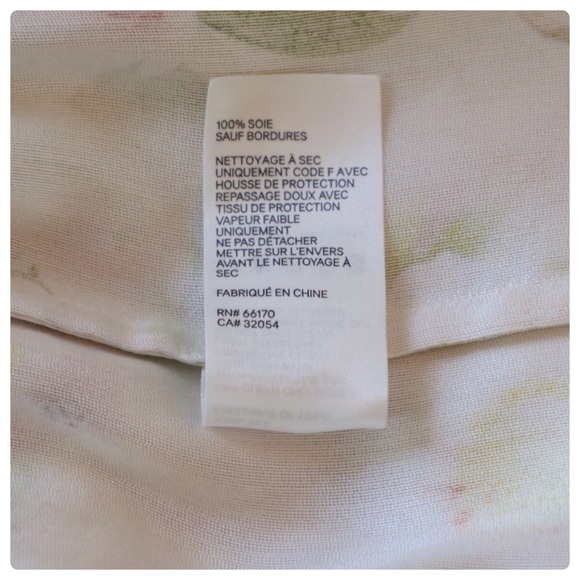 100% SOIE
SAUF BORDURES
NETTOYAGE À SEC
UNIQUEMENT CODE F AVEC
HOUSSE DE PROTECTION
REPASSAGE DOUX AVEC
TISSU DE PROTECTION
VAPEUR FAIBLE
UNIQUEMENT
NE PAS DÉTACHER
METTRE SUR L'ENVERS
AVANT LE NETTOYAGE À
SEC
FABRIQUÉ EN CHINE
RN# 66170
CA# 32054